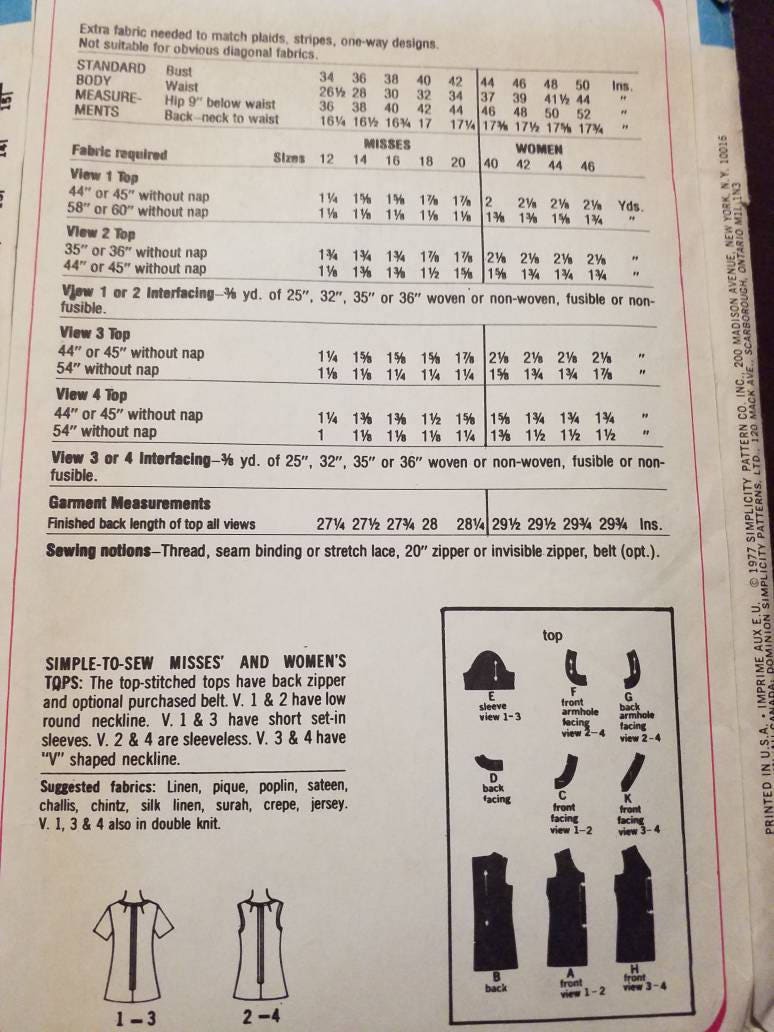 Extra fabric needed to match plaids, stripes, one-way designs.
Not suitable for obvious diagonal fabrics.
STANDARD Bust 34 36 38 40 42 44 46 48 50 Ins.
BODY Waist 26½ 28 30 32 34 37 39 41½ 44 "
MEASURE- Hip 9" below waist 36 38 40 42 44 46 48 50 52 "
MENTS Back—neck to waist 16¼ 16½ 16¾ 17 17¼ 17⅜ 17½ 17⅝ 17¾ "
MISSES WOMEN
Fabric required Sizes 12 14 16 18 20 40 42 44 46
View 1 Top
44" or 45" without nap 1¼ 1⅝ 1⅝ 1⅞ 1⅞ 2 2⅛ 2⅛ 2⅛ Yds.
58" or 60" without nap 1⅛ 1⅛ 1⅛ 1⅛ 1⅛ 1⅜ 1⅜ 1⅝ 1¾ "
View 2 Top
35" or 36" without nap 1¾ 1¾ 1¾ 1⅞ 1⅞ 2⅛ 2⅛ 2⅛ 2⅛ "
44" or 45" without nap 1⅛ 1⅜ 1⅜ 1½ 1⅝ 1⅝ 1¾ 1¾ 1¾ "
View 1 or 2 Interfacing—⅜ yd. of 25", 32", 35" or 36" woven or non-woven, fusible or non-
fusible.
View 3 Top
44" or 45" without nap 1¼ 1⅝ 1⅝ 1⅝ 1⅞ 2⅛ 2⅛ 2⅛ 2⅛ "
54" without nap 1⅛ 1⅛ 1¼ 1¼ 1¼ 1⅝ 1¾ 1¾ 1⅞ "
View 4 Top
44" or 45" without nap 1¼ 1⅜ 1⅜ 1½ 1⅝ 1⅝ 1¾ 1¾ 1¾ "
54" without nap 1 1⅛ 1⅛ 1⅛ 1¼ 1⅜ 1½ 1½ 1½ "
View 3 or 4 Interfacing—⅜ yd. of 25", 32", 35" or 36" woven or non-woven, fusible or non-
fusible.
Garment Measurements
Finished back length of top all views 27¼ 27½ 27¾ 28 28¼ 29½ 29½ 29¾ 29¾ Ins.
Sewing notions—Thread, seam binding or stretch lace, 20" zipper or invisible zipper, belt (opt.).
SIMPLE-TO-SEW MISSES' AND WOMEN'S
TOPS: The top-stitched tops have back zipper
and optional purchased belt. V. 1 & 2 have low
round neckline. V. 1 & 3 have short set-in
sleeves. V. 2 & 4 are sleeveless. V. 3 & 4 have
"V" shaped neckline.
Suggested fabrics: Linen, pique, poplin, sateen,
challis, chintz, silk linen, surah, crepe, jersey.
V. 1, 3 & 4 also in double knit.
1-3
2-4
top
E
sleeve
view 1-3
F
front
armhole
facing
view 2-4
G
back
armhole
facing
view 2-4
D
back
facing
C
front
facing
view 1-2
K
front
facing
view 3-4
B
back
A
front
view 1-2
H
front
view 3-4
PRINTED IN U.S.A. • IMPRIME AUX E.U. © 1977 SIMPLICITY PATTERN CO. INC., 200 MADISON AVENUE, NEW YORK, N.Y. 10016
CANADA: DOMINION SIMPLICITY PATTERNS, LTD., 120 MACK AVE., SCARBOROUGH, ONTARIO M1L 1N3